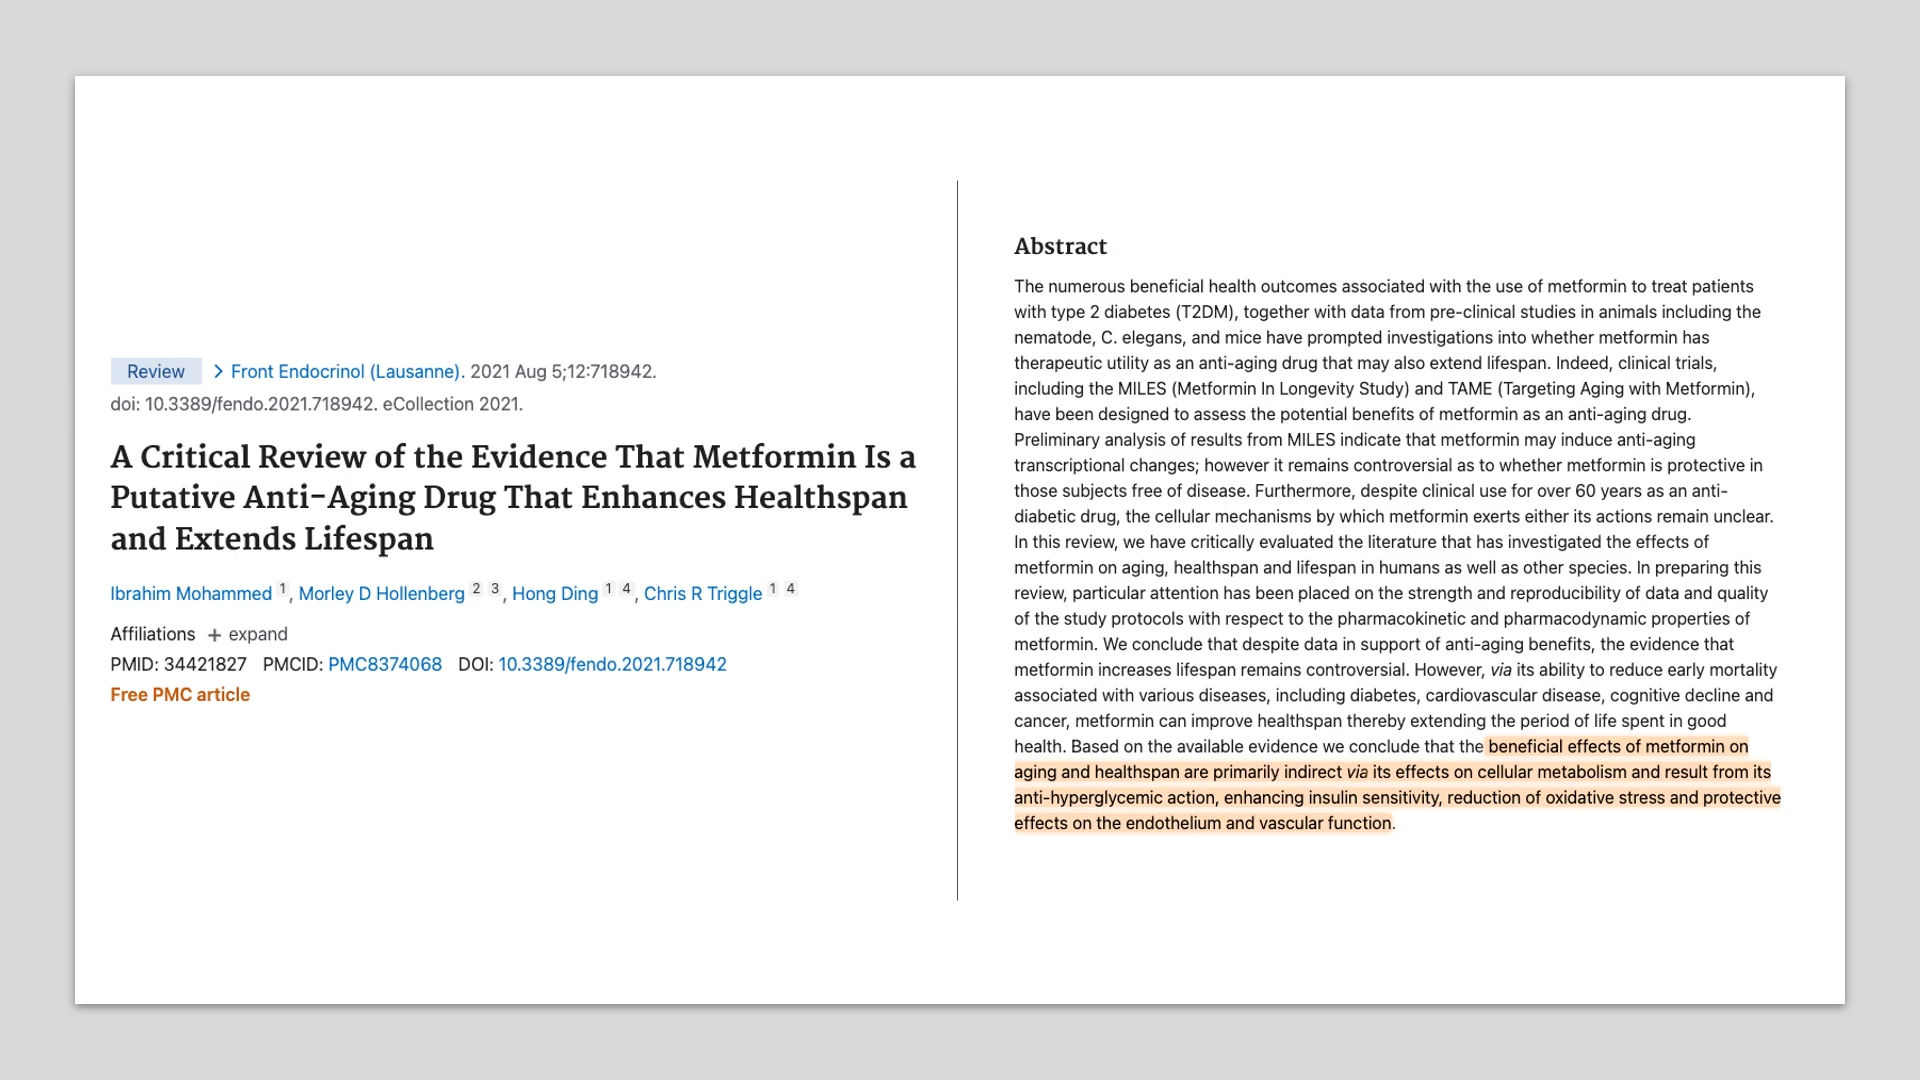 Review > Front Endocrinol (Lausanne). 2021 Aug 5;12:718942.
doi: 10.3389/fendo.2021.718942. eCollection 2021.
A Critical Review of the Evidence That Metformin Is a
Putative Anti-Aging Drug That Enhances Healthspan
and Extends Lifespan
Ibrahim Mohammed 1, Morley D Hollenberg 2 3, Hong Ding 1 4, Chris R Triggle 1 4
Affiliations + expand
PMID: 34421827 PMCID: PMC8374068 DOI: 10.3389/fendo.2021.718942
Free PMC article
Abstract
The numerous beneficial health outcomes associated with the use of metformin to treat patients
with type 2 diabetes (T2DM), together with data from pre-clinical studies in animals including the
nematode, C. elegans, and mice have prompted investigations into whether metformin has
therapeutic utility as an anti-aging drug that may also extend lifespan. Indeed, clinical trials,
including the MILES (Metformin In Longevity Study) and TAME (Targeting Aging with Metformin),
have been designed to assess the potential benefits of metformin as an anti-aging drug.
Preliminary analysis of results from MILES indicate that metformin may induce anti-aging
transcriptional changes; however it remains controversial as to whether metformin is protective in
those subjects free of disease. Furthermore, despite clinical use for over 60 years as an anti-
diabetic drug, the cellular mechanisms by which metformin exerts either its actions remain unclear.
In this review, we have critically evaluated the literature that has investigated the effects of
metformin on aging, healthspan and lifespan in humans as well as other species. In preparing this
review, particular attention has been placed on the strength and reproducibility of data and quality
of the study protocols with respect to the pharmacokinetic and pharmacodynamic properties of
metformin. We conclude that despite data in support of anti-aging benefits, the evidence that
metformin increases lifespan remains controversial. However, via its ability to reduce early mortality
associated with various diseases, including diabetes, cardiovascular disease, cognitive decline and
cancer, metformin can improve healthspan thereby extending the period of life spent in good
health. Based on the available evidence we conclude that the beneficial effects of metformin on
aging and healthspan are primarily indirect via its effects on cellular metabolism and result from its
anti-hyperglycemic action, enhancing insulin sensitivity, reduction of oxidative stress and protective
effects on the endothelium and vascular function.